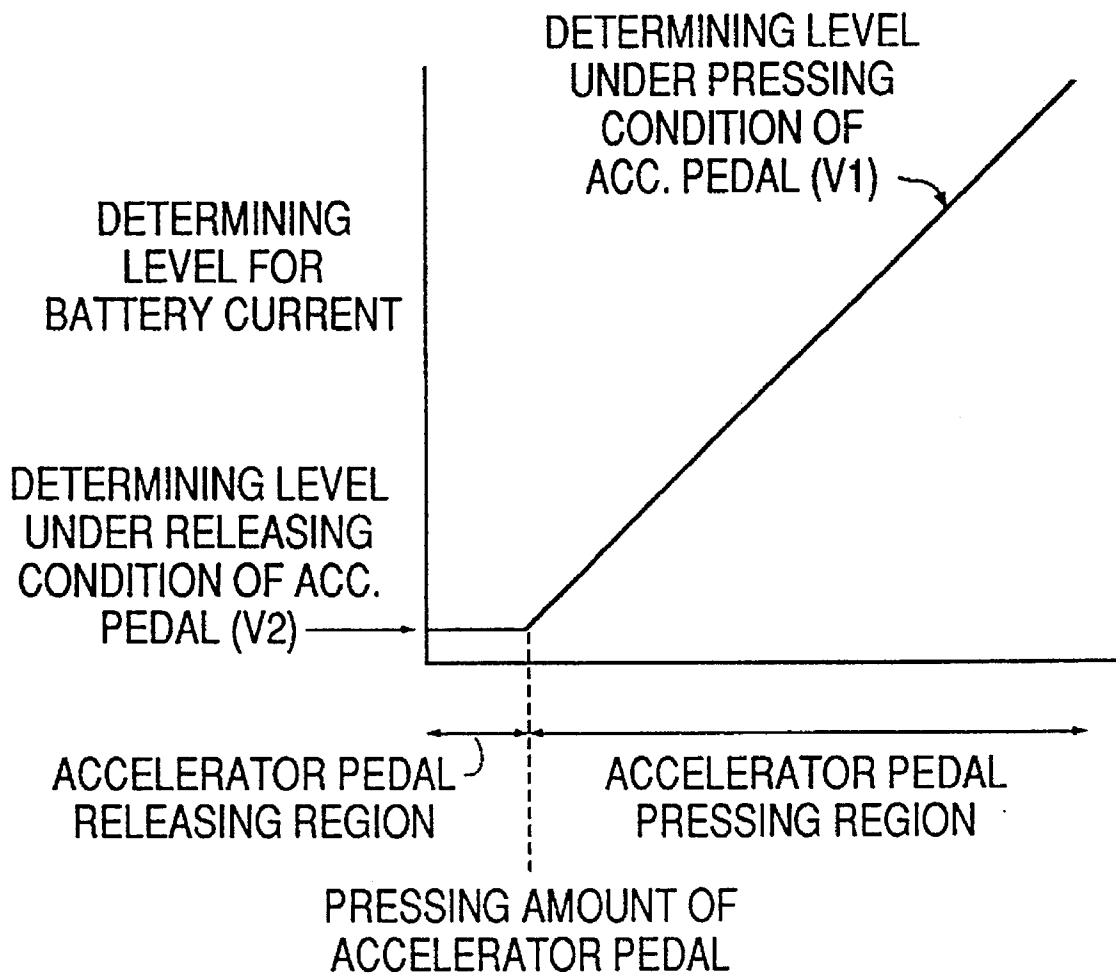 DETERMINING LEVEL
UNDER PRESSING
CONDITION OF
ACC. PEDAL (V1)
DETERMINING
LEVEL FOR
BATTERY CURRENT
DETERMINING LEVEL
UNDER RELEASING
CONDITION OF ACC.
PEDAL (V2)
ACCELERATOR PEDAL
RELEASING REGION
ACCELERATOR PEDAL
PRESSING REGION
PRESSING AMOUNT OF
ACCELERATOR PEDAL